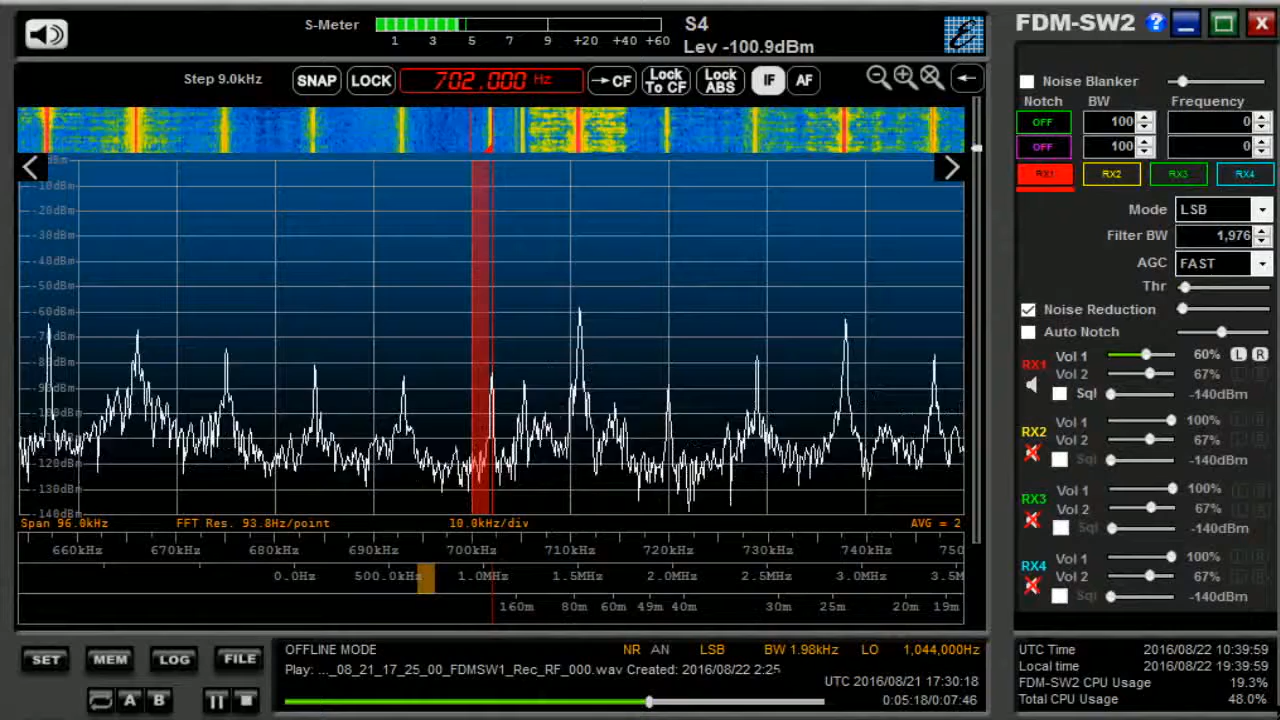 S-Meter
1 3 5 7 9 +20 +40 +60
S4
Lev -100.9dBm
FDM-SW2 ?
Step 9.0kHz SNAP LOCK 702.000 Hz →CF Lock To CF Lock ABS IF AF
-10dBm
-20dBm
-30dBm
-40dBm
-50dBm
-60dBm
-70dBm
-80dBm
-90dBm
-100dBm
-110dBm
-120dBm
-130dBm
-140dBm
Span 96.0kHz FFT Res. 93.8Hz/point 10.0kHz/div AVG = 2
660kHz 670kHz 680kHz 690kHz 700kHz 710kHz 720kHz 730kHz 740kHz 750
0.0Hz 500.0kHz 1.0MHz 1.5MHz 2.0MHz 2.5MHz 3.0MHz 3.5M
160m 80m 60m 49m 40m 30m 25m 20m 19m
SET MEM LOG FILE
A B
OFFLINE MODE NR AN LSB BW 1.98kHz LO 1,044,000Hz
Play: ..._08_21_17_25_00_FDMSW1_Rec_RF_000.wav Created: 2016/08/22 2:25
UTC 2016/08/21 17:30:18
0:05:18/0:07:46
Noise Blanker
Notch BW Frequency
OFF 100 0
OFF 100 0
RX1 RX2 RX3 RX4
Mode LSB
Filter BW 1,976
AGC FAST
Thr
Noise Reduction
Auto Notch
RX1 Vol 1 60% L R
Vol 2 67%
Sql -140dBm
RX2 Vol 1 100%
Vol 2 67%
Sql -140dBm
RX3 Vol 1 100%
Vol 2 67%
Sql -140dBm
RX4 Vol 1 100%
Vol 2 67%
Sql -140dBm
UTC Time 2016/08/22 10:39:59
Local time 2016/08/22 19:39:59
FDM-SW2 CPU Usage 19.3%
Total CPU Usage 48.0%